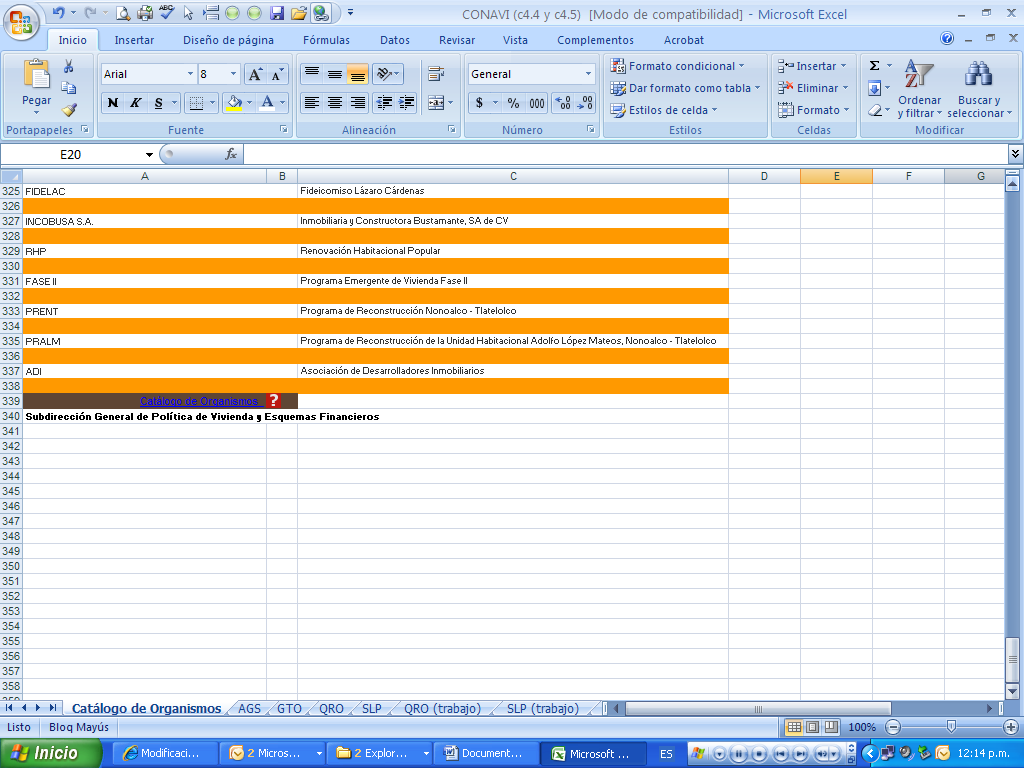 CONAVI (c4.4 y c4.5)  [Modo de compatibilidad] - Microsoft Excel
Inicio Insertar Diseño de página Fórmulas Datos Revisar Vista Complementos Acrobat
Pegar
Portapapeles
Arial 8
N K S
Fuente
Alineación
General
$ % 000
Número
Formato condicional
Dar formato como tabla
Estilos de celda
Estilos
Insertar
Eliminar
Formato
Celdas
Σ
Ordenar y filtrar
Buscar y seleccionar
Modificar
E20 fx
A B C D E F G
325 FIDELAC Fideicomiso Lázaro Cárdenas
326
327 INCOBUSA S.A. Inmobiliaria y Constructora Bustamante, SA de CV
328
329 RHP Renovación Habitacional Popular
330
331 FASE II Programa Emergente de Vivienda Fase II
332
333 PRENT Programa de Reconstrucción Nonoalco - Tlatelolco
334
335 PRALM Programa de Reconstrucción de la Unidad Habitacional Adolfo López Mateos, Nonoalco - Tlatelolco
336
337 ADI Asociación de Desarrolladores Inmobiliarios
338
339 Catálogo de Organismos ?
340 Subdirección General de Política de Vivienda y Esquemas Financieros
341
342
343
344
345
346
347
348
349
350
351
352
353
354
355
356
357
358
Catálogo de Organismos AGS GTO QRO SLP QRO (trabajo) SLP (trabajo)
Listo Bloq Mayús 100%
Inicio Modificaci... 2 Micros... 2 Explor... Document... Microsoft ... ES 12:14 p.m.